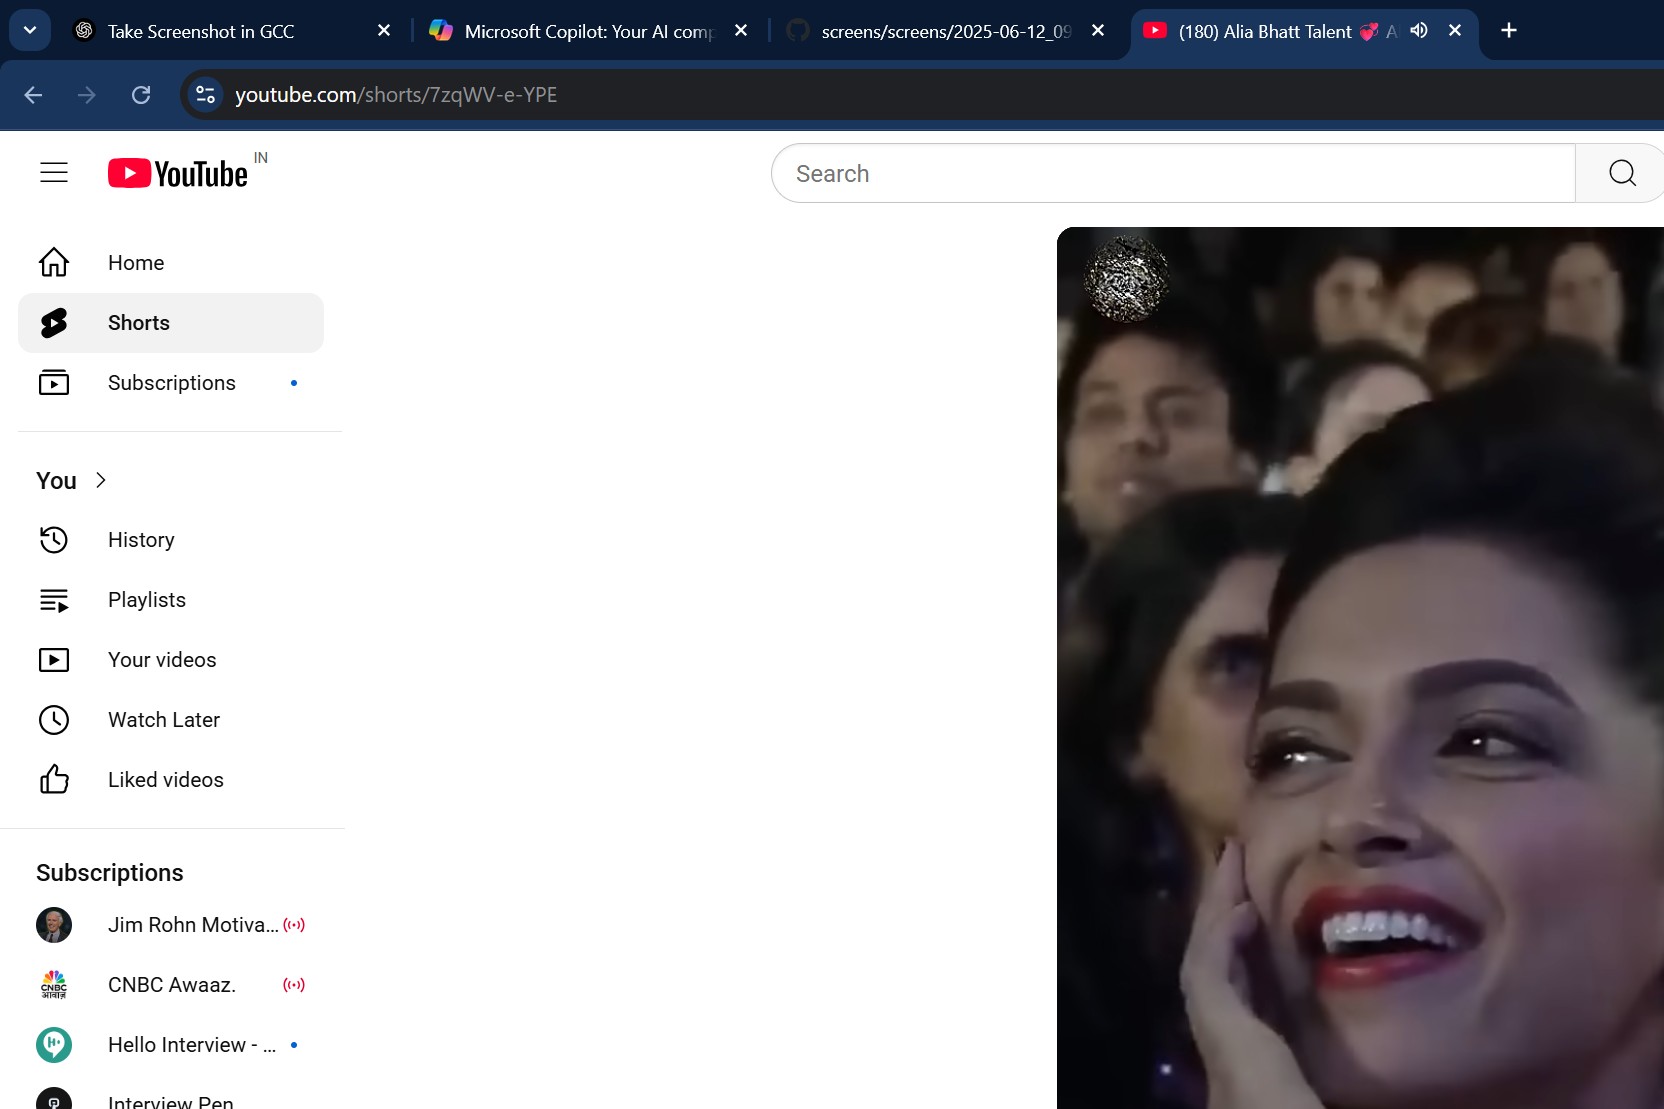 Take Screenshot in GCC
Microsoft Copilot: Your AI comp
screens/screens/2025-06-12_09
(180) Alia Bhatt Talent 💞 A
youtube.com/shorts/7zqWV-e-YPE
YouTube IN
Search
Home
Shorts
Subscriptions
You
History
Playlists
Your videos
Watch Later
Liked videos
Subscriptions
Jim Rohn Motiva...
CNBC आवाज़
CNBC Awaaz.
Hello Interview - ...
Interview Pen